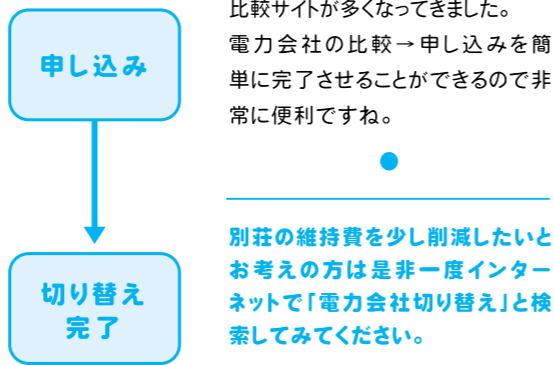 申し込み
切り替え
完了
比較サイトが多くなってきました。
電力会社の比較→申し込みを簡
単に完了させることができるので非
常に便利ですね。
別荘の維持費を少し削減したいと
お考えの方は是非一度インター
ネットで「電力会社切り替え」と検
索してみてください。